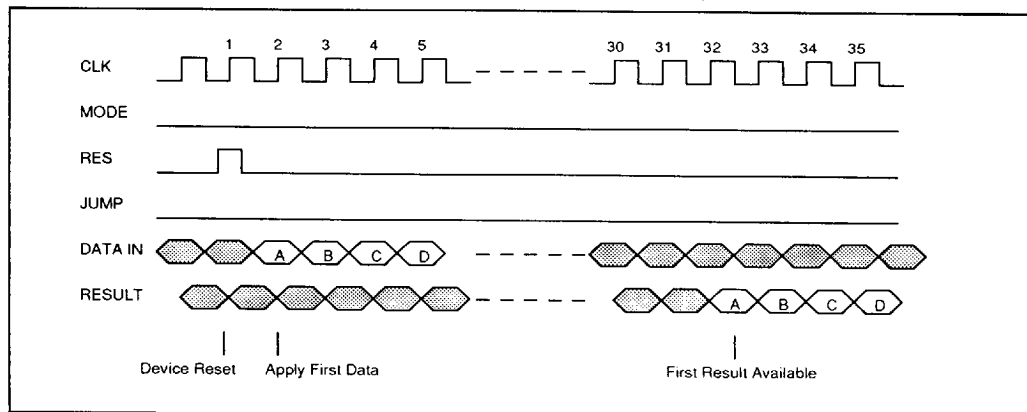 1 2 3 4 5 30 31 32 33 34 35
CLK
MODE
RES
JUMP
DATA IN A B C D
RESULT A B C D
Device Reset Apply First Data First Result Available